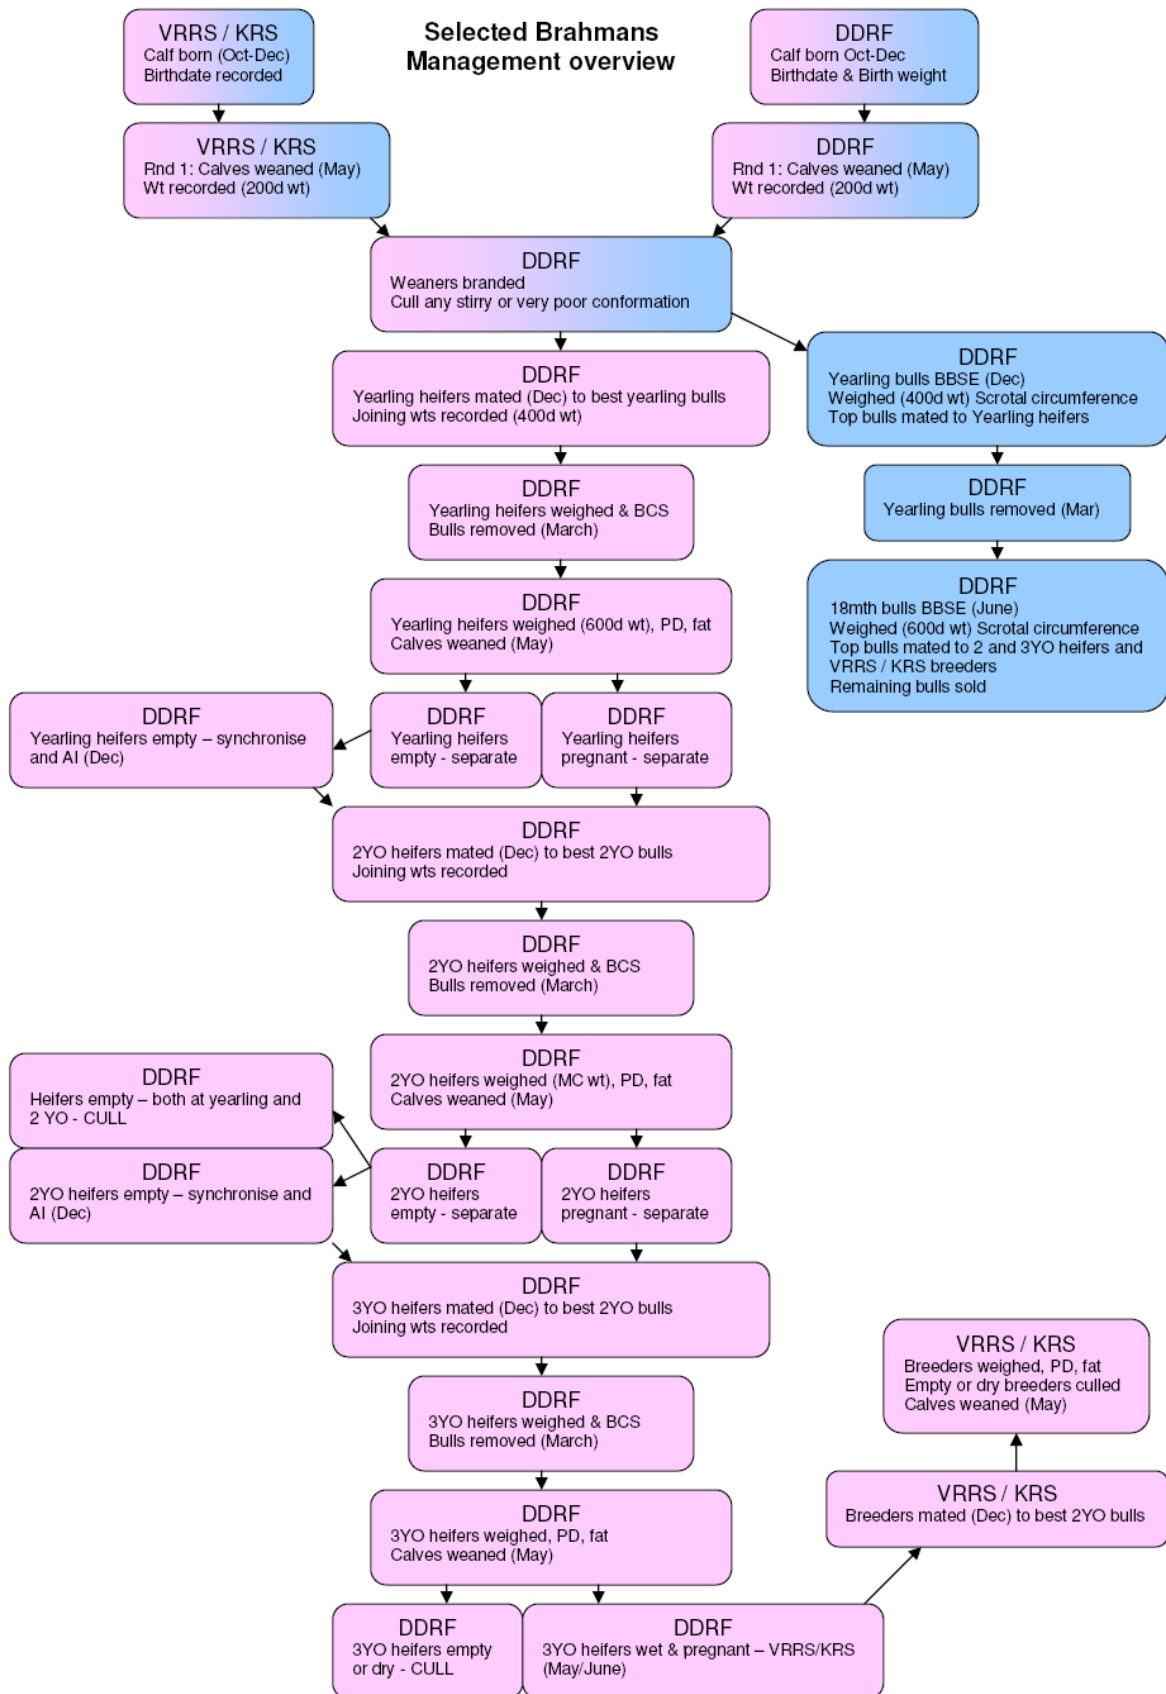 Selected Brahmans
Management overview
VRRS / KRS
Calf born (Oct-Dec)
Birthdate recorded
DDRF
Calf born Oct-Dec
Birthdate & Birth weight
VRRS / KRS
Rnd 1: Calves weaned (May)
Wt recorded (200d wt)
DDRF
Rnd 1: Calves weaned (May)
Wt recorded (200d wt)
DDRF
Weaners branded
Cull any stirry or very poor conformation
DDRF
Yearling heifers mated (Dec) to best yearling bulls
Joining wts recorded (400d wt)
DDRF
Yearling bulls BBSE (Dec)
Weighed (400d wt) Scrotal circumference
Top bulls mated to Yearling heifers
DDRF
Yearling heifers weighed & BCS
Bulls removed (March)
DDRF
Yearling bulls removed (Mar)
DDRF
Yearling heifers weighed (600d wt), PD, fat
Calves weaned (May)
DDRF
18mth bulls BBSE (June)
Weighed (600d wt) Scrotal circumference
Top bulls mated to 2 and 3YO heifers and
VRRS / KRS breeders
Remaining bulls sold
DDRF
Yearling heifers empty – synchronise
and AI (Dec)
DDRF
Yearling heifers
empty - separate
DDRF
Yearling heifers
pregnant - separate
DDRF
2YO heifers mated (Dec) to best 2YO bulls
Joining wts recorded
DDRF
2YO heifers weighed & BCS
Bulls removed (March)
DDRF
2YO heifers weighed (MC wt), PD, fat
Calves weaned (May)
DDRF
Heifers empty – both at yearling and
2 YO - CULL
DDRF
2YO heifers empty – synchronise and
AI (Dec)
DDRF
2YO heifers
empty - separate
DDRF
2YO heifers
pregnant - separate
DDRF
3YO heifers mated (Dec) to best 2YO bulls
Joining wts recorded
DDRF
3YO heifers weighed & BCS
Bulls removed (March)
DDRF
3YO heifers weighed, PD, fat
Calves weaned (May)
DDRF
3YO heifers empty
or dry - CULL
DDRF
3YO heifers wet & pregnant – VRRS/KRS
(May/June)
VRRS / KRS
Breeders mated (Dec) to best 2YO bulls
VRRS / KRS
Breeders weighed, PD, fat
Empty or dry breeders culled
Calves weaned (May)